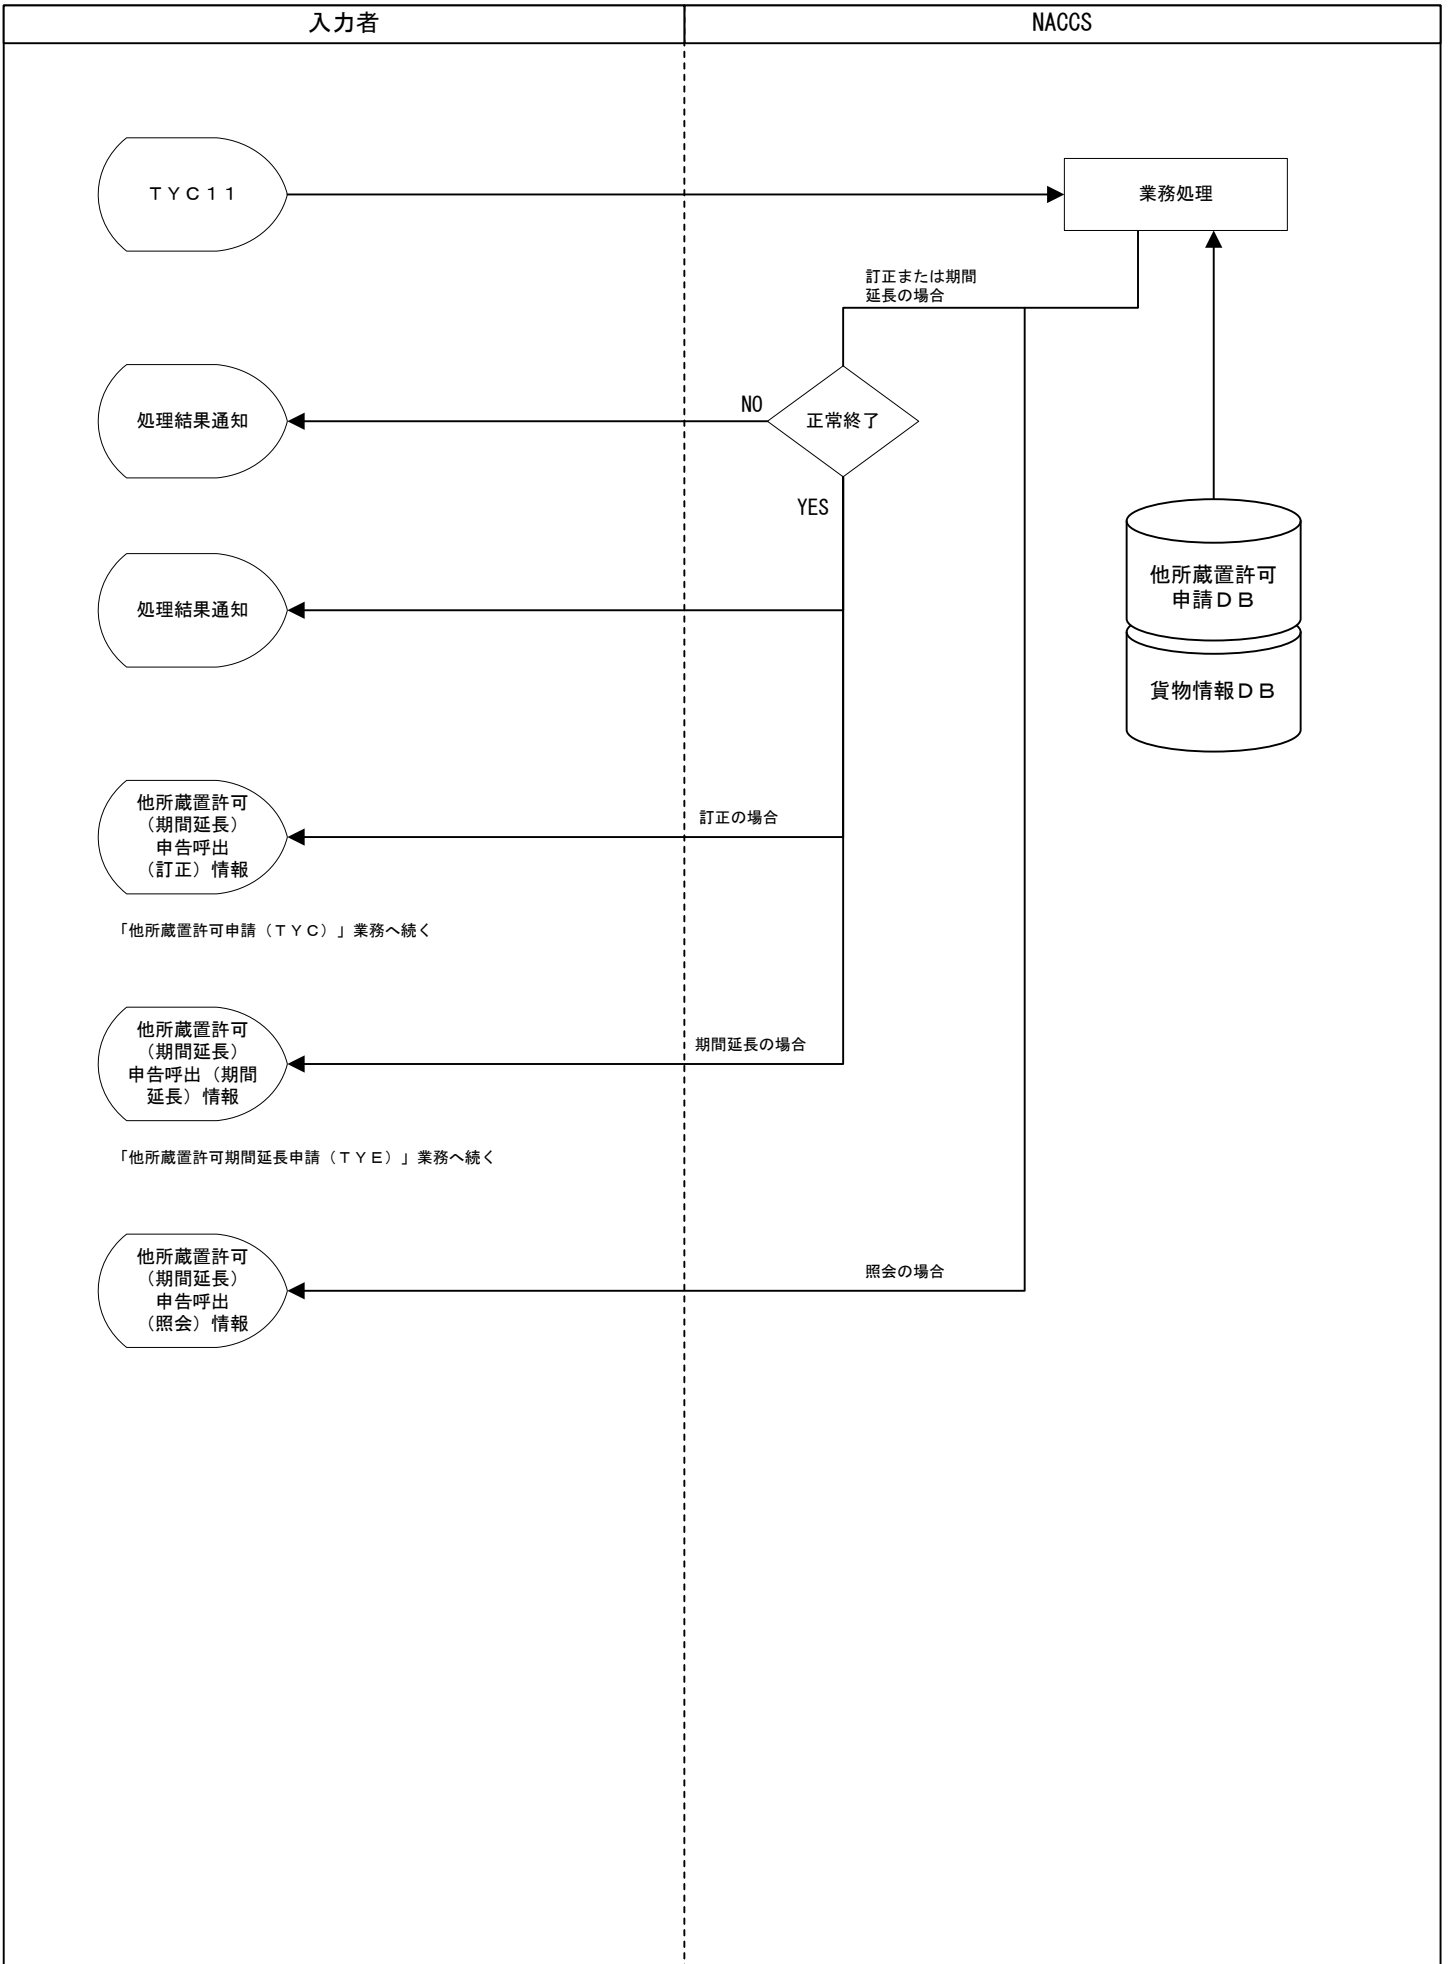 入力者
NACCS
ＴＹＣ１１
業務処理
訂正または期間
延長の場合
処理結果通知
NO
正常終了
YES
他所蔵置許可
申請ＤＢ
処理結果通知
貨物情報ＤＢ
他所蔵置許可
（期間延長）
申告呼出
（訂正）情報
訂正の場合
「他所蔵置許可申請（ＴＹＣ）」業務へ続く
他所蔵置許可
（期間延長）
申告呼出（期間
延長）情報
期間延長の場合
「他所蔵置許可期間延長申請（ＴＹＥ）」業務へ続く
他所蔵置許可
（期間延長）
申告呼出
（照会）情報
照会の場合